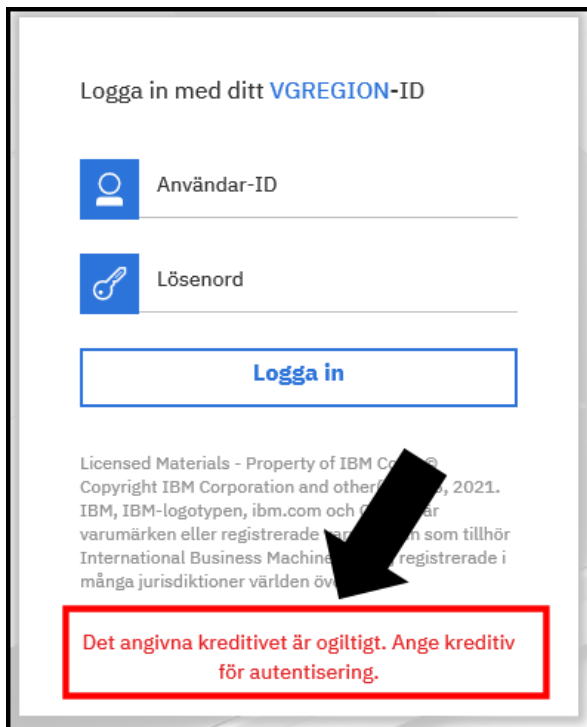 Logga in med ditt VGREGION-ID
Användar-ID
Lösenord
Logga in
Licensed Materials - Property of IBM
Copyright IBM Corporation and other 2021.
IBM, IBM-logotypen, ibm.com och
varumärken eller registrerade som tillhör
International Business registrerade i
många jurisdiktioner världen
Det angivna kreditivet är ogiltigt. Ange kreditiv
för autentisering.